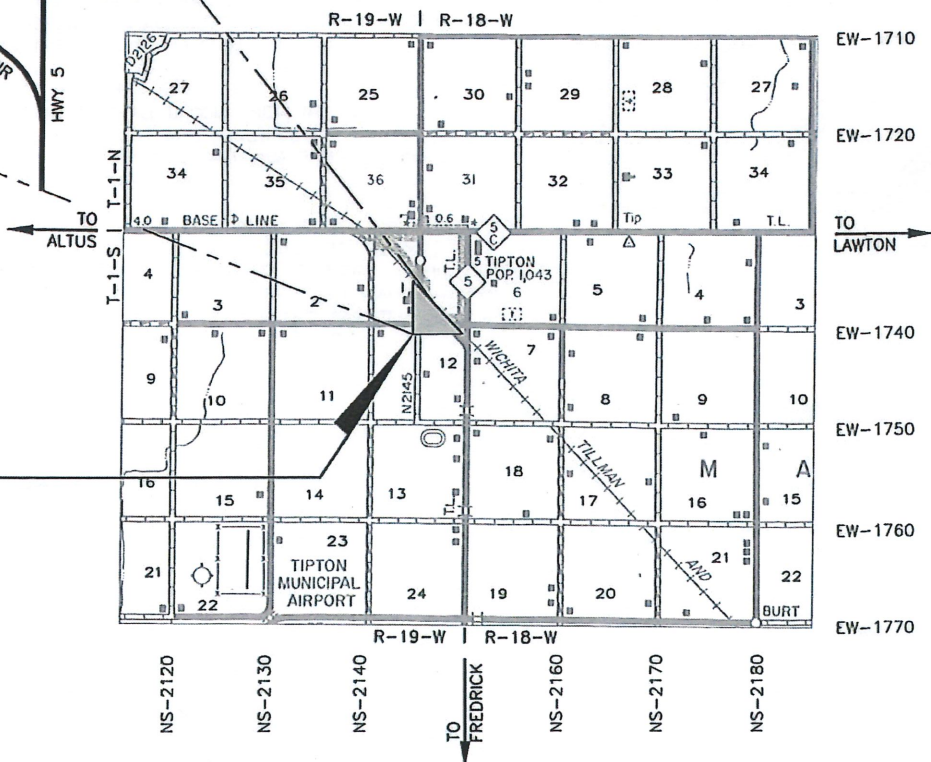 R-19-W R-18-W
EW-1710
D2126
UR
HWY 5
27 26 25 30 29 28 27
EW-1720
T-1-N
34 35 36 31 32 33 34
TO
ALTUS
4.0 BASE LINE 0.6 5
C
Tip T.L.
TO
LAWTON
T-1-S
T.L.
5 TIPTON
POP. 1,043
5
4 3 2 1 6 5 4 3
EW-1740
WICHITA
9 10 11 N2145 12 7 8 9 10
EW-1750
TILLMAN
M A
16 15 14 13 18 17 16 15
T.L.
EW-1760
AND
21 22 23 24 19 20 21 22
TIPTON
MUNICIPAL
AIRPORT
BURT
EW-1770
R-19-W R-18-W
NS-2120
NS-2130
NS-2140
TO
FREDRICK
NS-2160
NS-2170
NS-2180